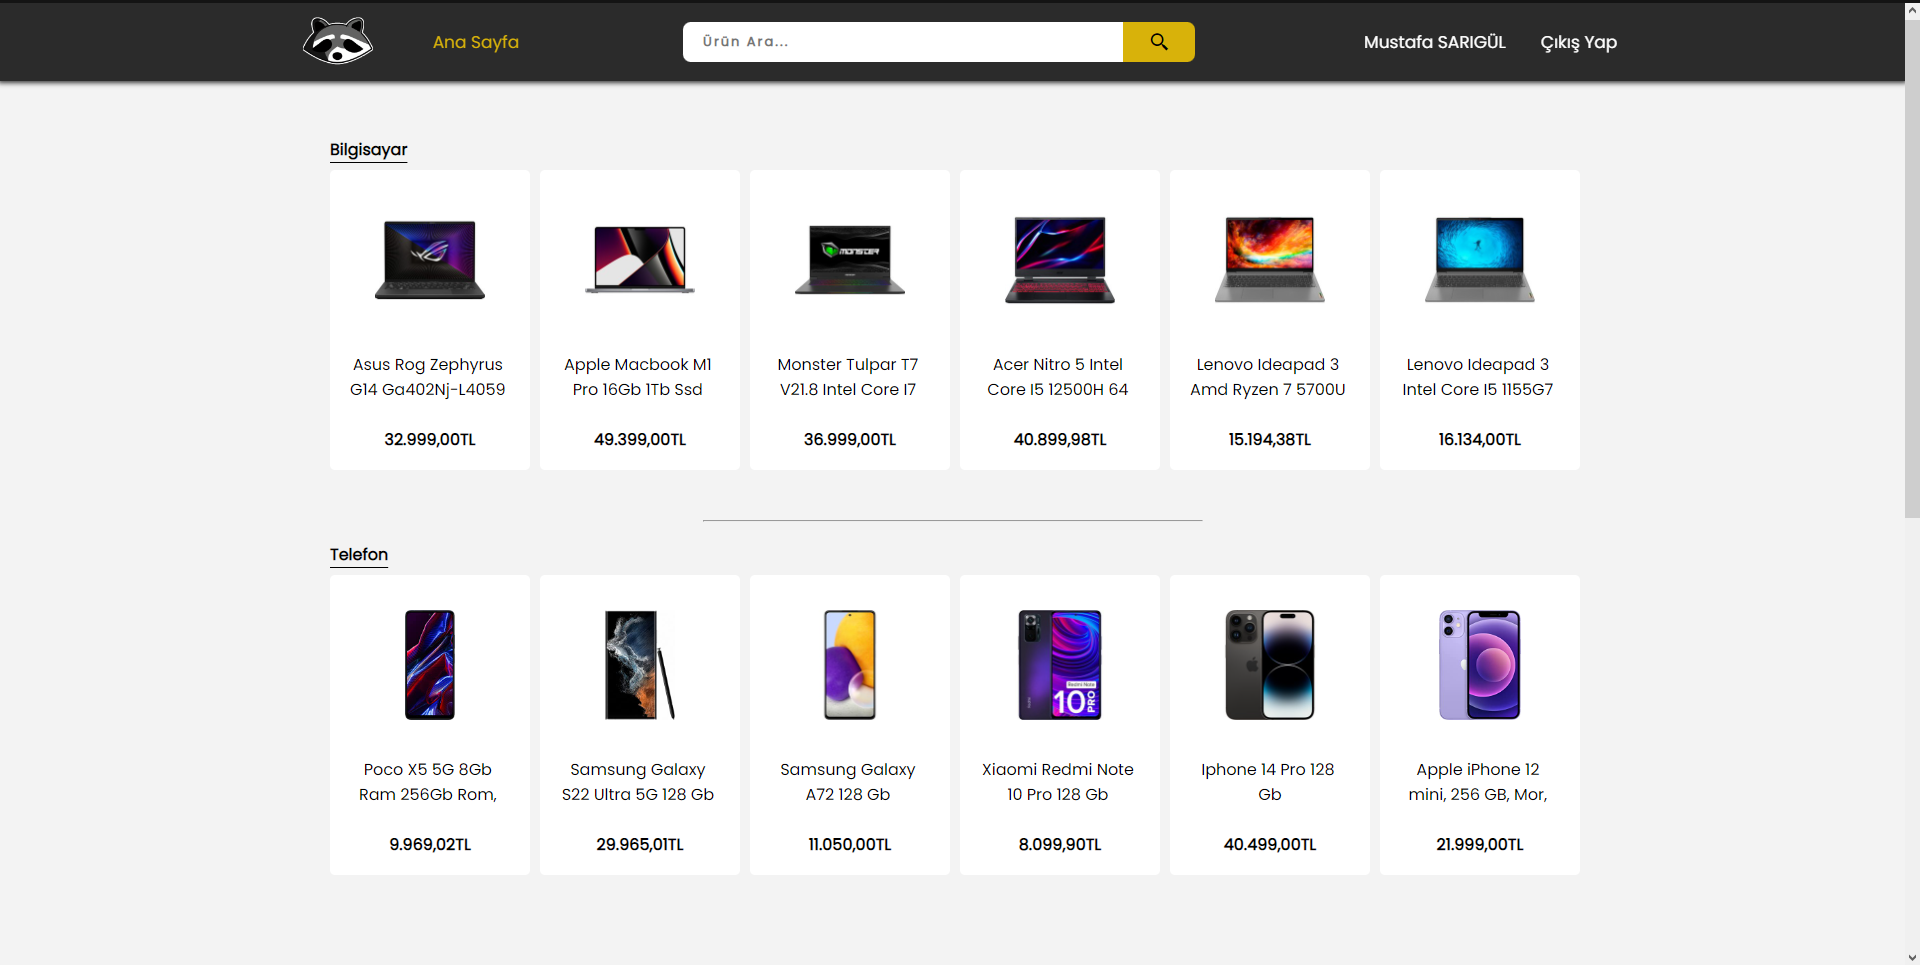 Ana Sayfa
Ürün Ara...
Mustafa SARIGÜL
Çıkış Yap
Bilgisayar
Asus Rog Zephyrus
G14 Ga402Nj-L4059
32.999,00TL
Apple Macbook M1
Pro 16Gb 1Tb Ssd
49.399,00TL
MONSTER
Monster Tulpar T7
V21.8 Intel Core I7
36.999,00TL
Acer Nitro 5 Intel
Core I5 12500H 64
40.899,98TL
Lenovo Ideapad 3
Amd Ryzen 7 5700U
15.194,38TL
Lenovo Ideapad 3
Intel Core I5 1155G7
16.134,00TL
Telefon
Poco X5 5G 8Gb
Ram 256Gb Rom,
9.969,02TL
Samsung Galaxy
S22 Ultra 5G 128 Gb
29.965,01TL
Samsung Galaxy
A72 128 Gb
11.050,00TL
Redmi Note
10 PRO
Xiaomi Redmi Note
10 Pro 128 Gb
8.099,90TL
Iphone 14 Pro 128
Gb
40.499,00TL
Apple iPhone 12
mini, 256 GB, Mor,
21.999,00TL